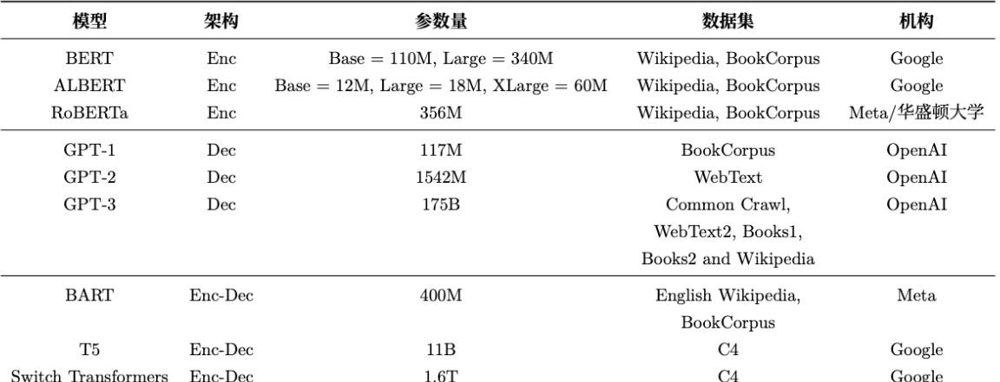 模型 架构 参数量 数据集 机构
BERT Enc Base = 110M, Large = 340M Wikipedia, BookCorpus Google
ALBERT Enc Base = 12M, Large = 18M, XLarge = 60M Wikipedia, BookCorpus Google
RoBERTa Enc 356M Wikipedia, BookCorpus Meta/华盛顿大学
GPT-1 Dec 117M BookCorpus OpenAI
GPT-2 Dec 1542M WebText OpenAI
GPT-3 Dec 175B Common Crawl, OpenAI
WebText2, Books1,
Books2 and Wikipedia
BART Enc-Dec 400M English Wikipedia, Meta
BookCorpus
T5 Enc-Dec 11B C4 Google
Switch Transformers Enc-Dec 1.6T C4 Google